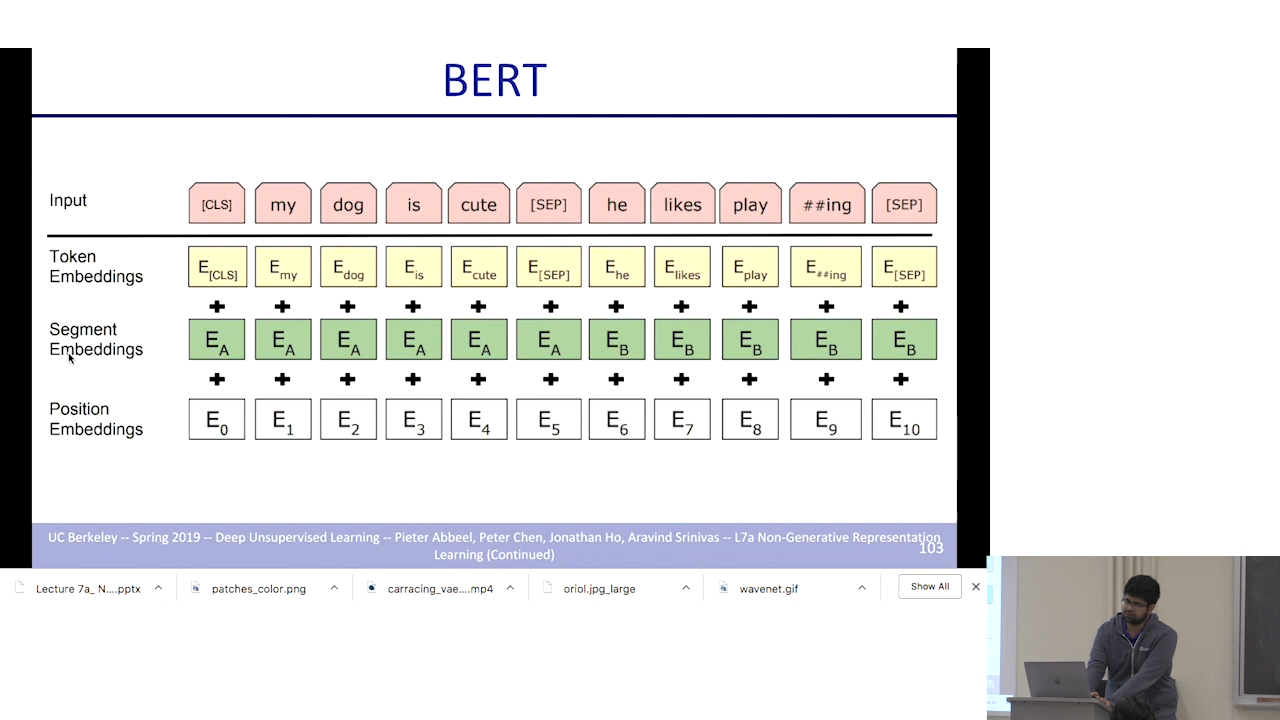 BERT
Input [CLS] my dog is cute [SEP] he likes play ##ing [SEP]
Token
Embeddings
E[CLS] Emy Edog Eis Ecute E[SEP] Ehe Elikes Eplay E##ing E[SEP]
Segment
Embeddings
EA EA EA EA EA EA EB EB EB EB EB
Position
Embeddings
E0 E1 E2 E3 E4 E5 E6 E7 E8 E9 E10
UC Berkeley -- Spring 2019 -- Deep Unsupervised Learning -- Pieter Abbeel, Peter Chen, Jonathan Ho, Aravind Srinivas -- L7a Non-Generative Representation
Learning (Continued)
103
Lecture 7a_ N....pptx patches_color.png carracing_vae....mp4 oriol.jpg_large wavenet.gif Show All